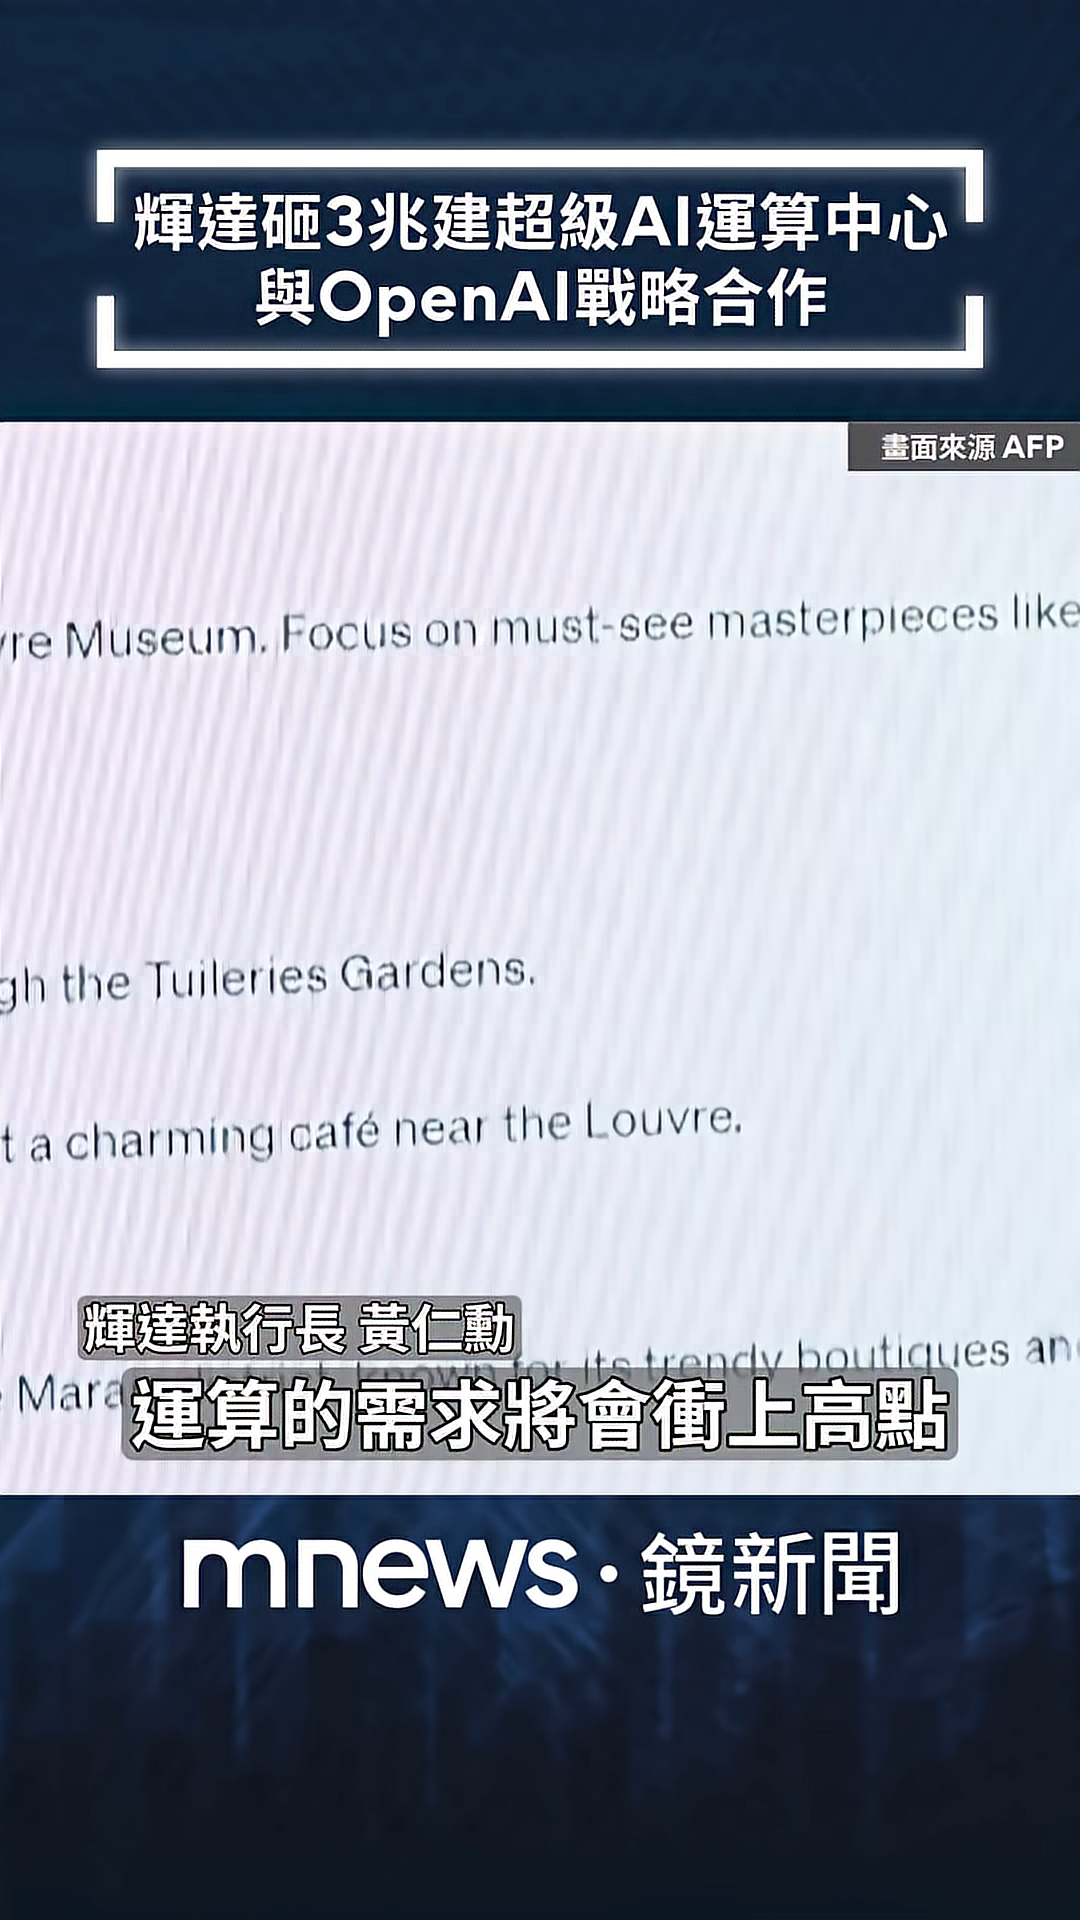 輝達砸3兆建超級AI運算中心
與OpenAI戰略合作
畫面來源 AFP
Museum. Focus on must-see masterpieces like
the Tuileries Gardens.
a charming café near the Louvre.
輝達執行長 黃仁勳
its trendy boutiques
運算的需求將會衝上高點
mnews·鏡新聞